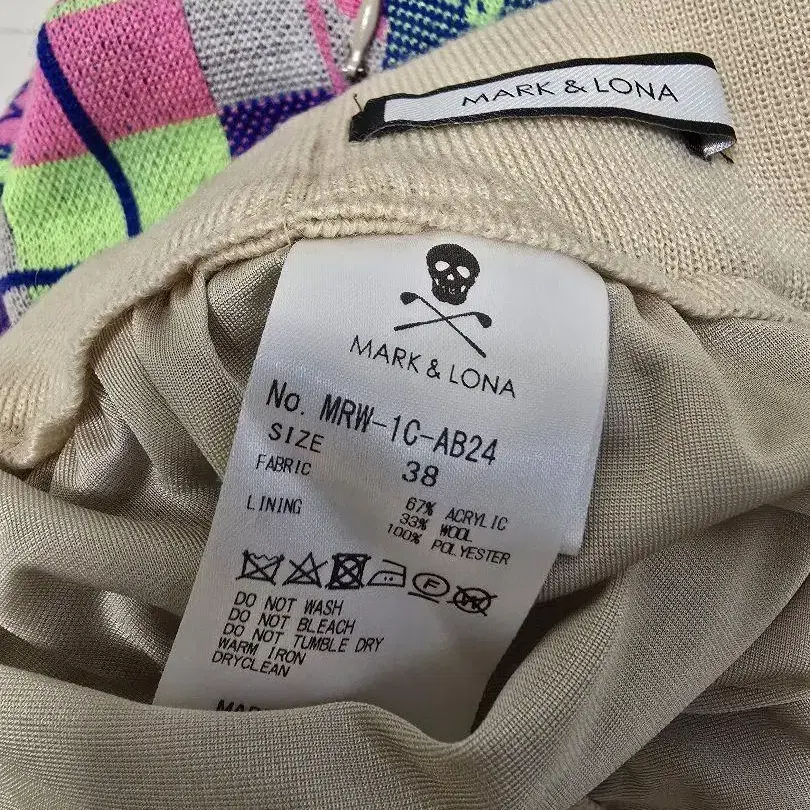 MARK & LONA
MARK & LONA
No. MRW-1C-AB24
SIZE 38
FABRIC 67% ACRYLIC
33% WOOL
LINING 100% POLYESTER
F
W
DO NOT WASH
DO NOT BLEACH
DO NOT TUMBLE DRY
WARM IRON
DRYCLEAN